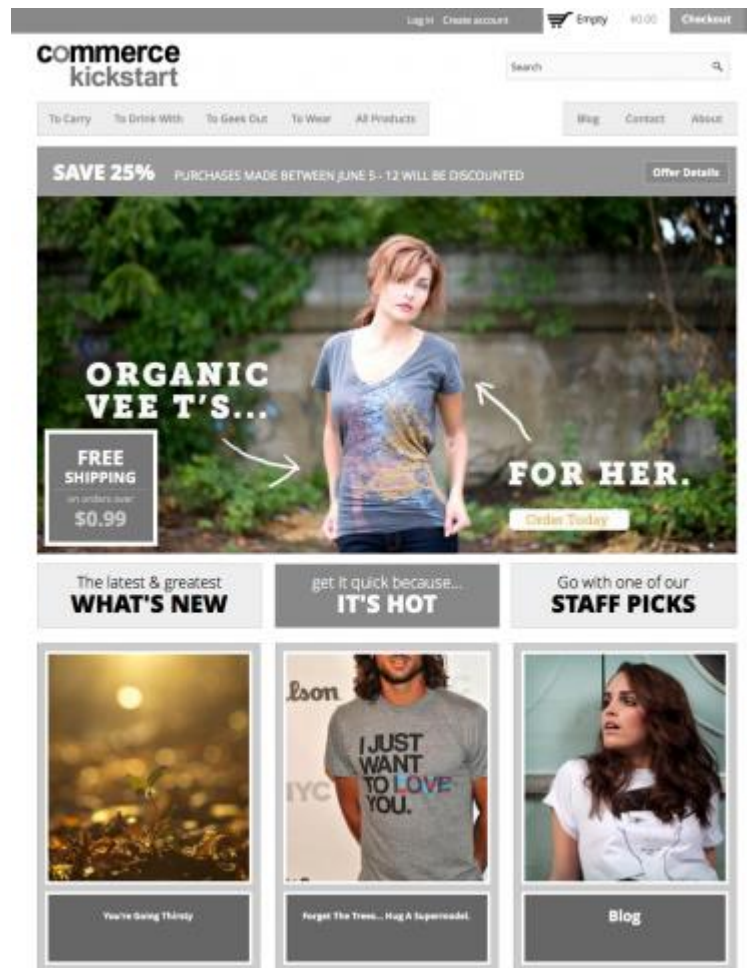 Log in Create account Empty $0.00 Checkout
commerce
kickstart
Search
To Carry To Drink With To Geek Out To Wear All Products Blog Contact About
SAVE 25% PURCHASES MADE BETWEEN JUNE 5 - 12 WILL BE DISCOUNTED Offer Details
ORGANIC
VEE T'S...
FREE
SHIPPING
on orders over
$0.99
FOR HER.
Order Today
The latest & greatest
WHAT'S NEW
get it quick because...
IT'S HOT
Go with one of our
STAFF PICKS
lson
NYC
I JUST
WANT
TO LOVE
YOU.
You're Going Thirsty
Forget The Trees... Hug A Supermodel.
Blog